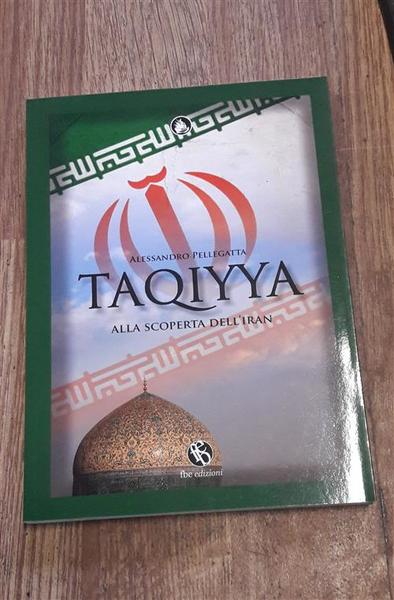 ALESSANDRO PELLEGATTA
TAQIYYA
ALLA SCOPERTA DELL'IRAN
fbe edizioni